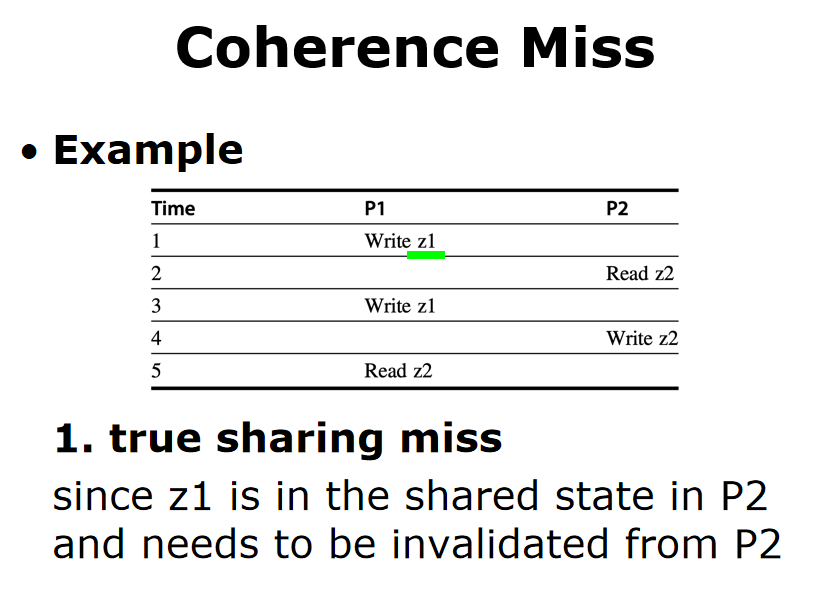 Coherence Miss
• Example
Time P1 P2
1 Write z1
2 Read z2
3 Write z1
4 Write z2
5 Read z2
1. true sharing miss
since z1 is in the shared state in P2
and needs to be invalidated from P2